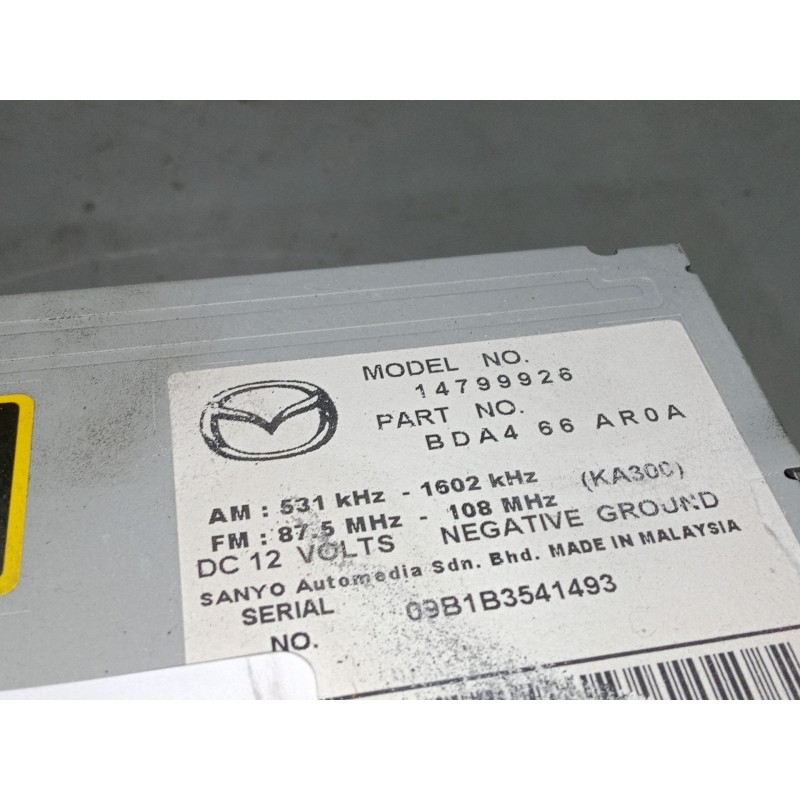 MODEL NO.
14799926
PART NO.
BDA4 66 AR0A
AM : 531 kHz - 1602 kHz (KA300)
FM : 87.5 MHz - 108 MHz
DC 12 VOLTS NEGATIVE GROUND
SANYO Automedia Sdn. Bhd. MADE IN MALAYSIA
SERIAL
NO.
09B1B3541493